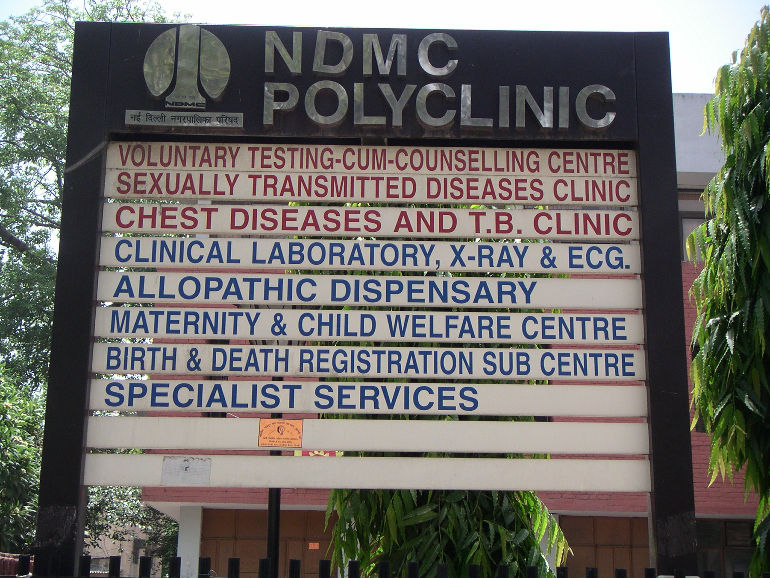 NDMC
NDMC
POLYCLINIC
नई दिल्ली नगरपालिका परिषद
VOLUNTARY TESTING-CUM-COUNSELLING CENTRE
SEXUALLY TRANSMITTED DISEASES CLINIC
CHEST DISEASES AND T.B. CLINIC
CLINICAL LABORATORY, X-RAY & ECG.
ALLOPATHIC DISPENSARY
MATERNITY & CHILD WELFARE CENTRE
BIRTH & DEATH REGISTRATION SUB CENTRE
SPECIALIST SERVICES